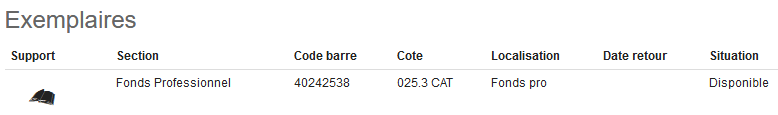 Exemplaires
Support Section Code barre Cote Localisation Date retour Situation
Fonds Professionnel 40242538 025.3 CAT Fonds pro Disponible